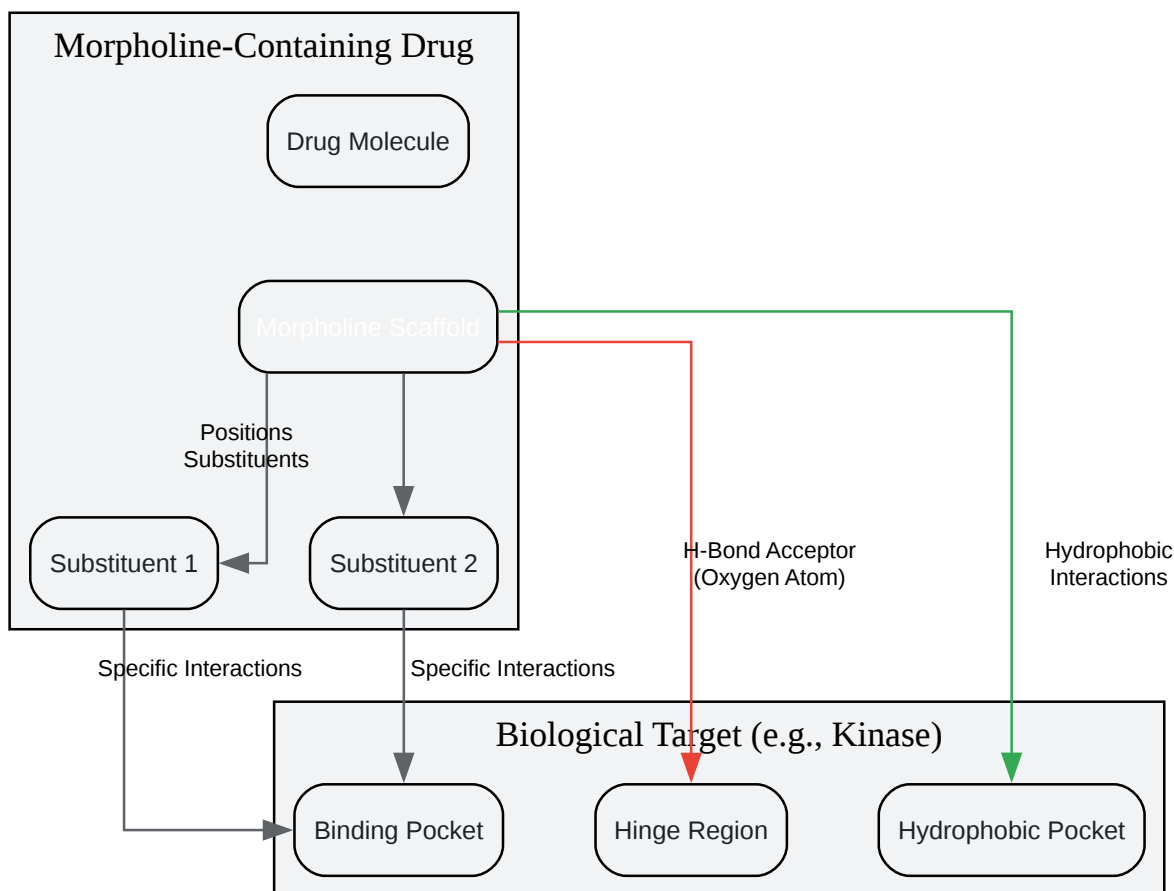 Morpholine-Containing Drug
Drug Molecule
Morpholine Scaffold
Positions
Substituents
Substituent 1
Substituent 2
H-Bond Acceptor
(Oxygen Atom)
Hydrophobic
Interactions
Specific Interactions
Specific Interactions
Biological Target (e.g., Kinase)
Binding Pocket
Hinge Region
Hydrophobic Pocket